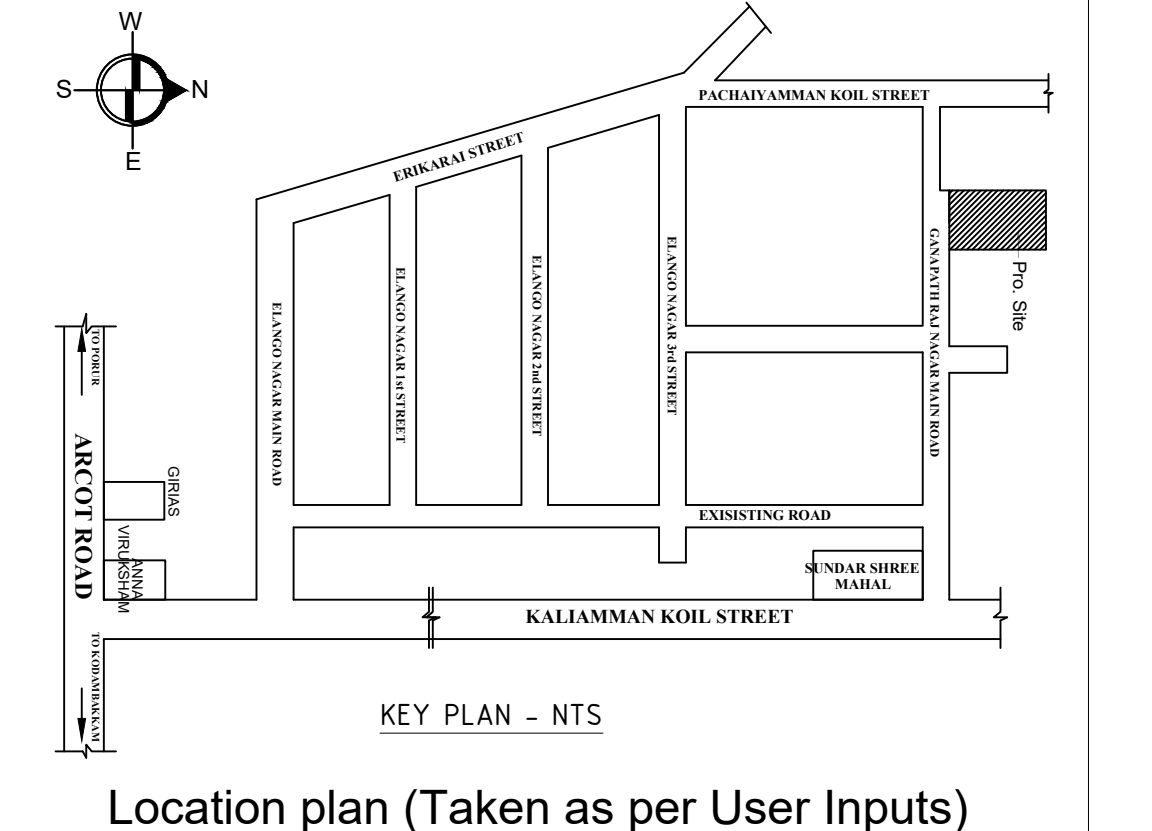 W
S
N
E
PACHAIYAMMAN KOIL STREET
ERIKARAI STREET
ELANGO NAGAR MAIN ROAD
ELANGO NAGAR 1st STREET
ELANGO NAGAR 2nd STREET
ELANGO NAGAR 3rd STREET
GANAPATH RAJ NAGAR MAIN ROAD
Pro. Site
TO PORUR
ARCOT ROAD
GIRIAS
ANNA
VIRUKSHAM
EXISISTING ROAD
SUNDAR SHREE
MAHAL
KALIAMMAN KOIL STREET
TO KODAMBAKKAM
KEY PLAN - NTS
Location plan (Taken as per User Inputs)